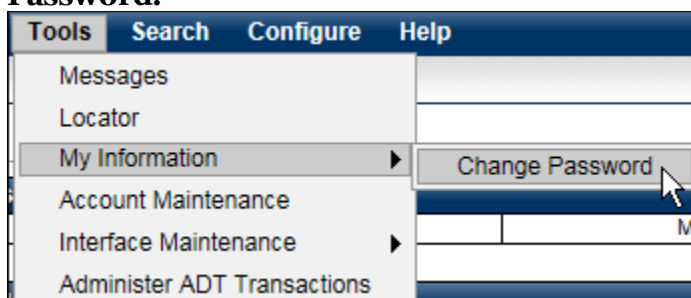 Password.
Tools Search Configure Help
Messages
Locator
My Information
Change Password
Account Maintenance
Interface Maintenance
M
Administer ADT Transactions